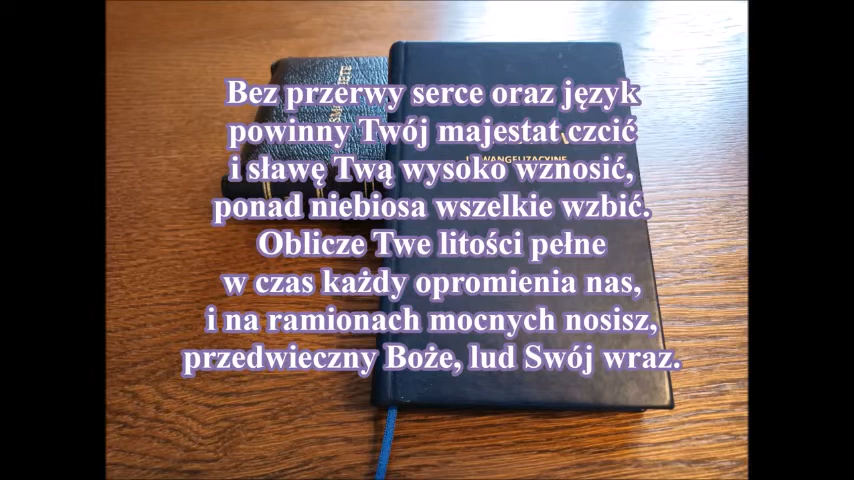 Bez przerwy serce oraz język
powinny Twój majestat czcić
i sławę Twą wysoko wznosić,
ponad niebiosa wszelkie wzbić.
Oblicze Twe litości pełne
w czas każdy opromienia nas,
i na ramionach mocnych nosisz,
przedwieczny Boże, lud Swój wraz.